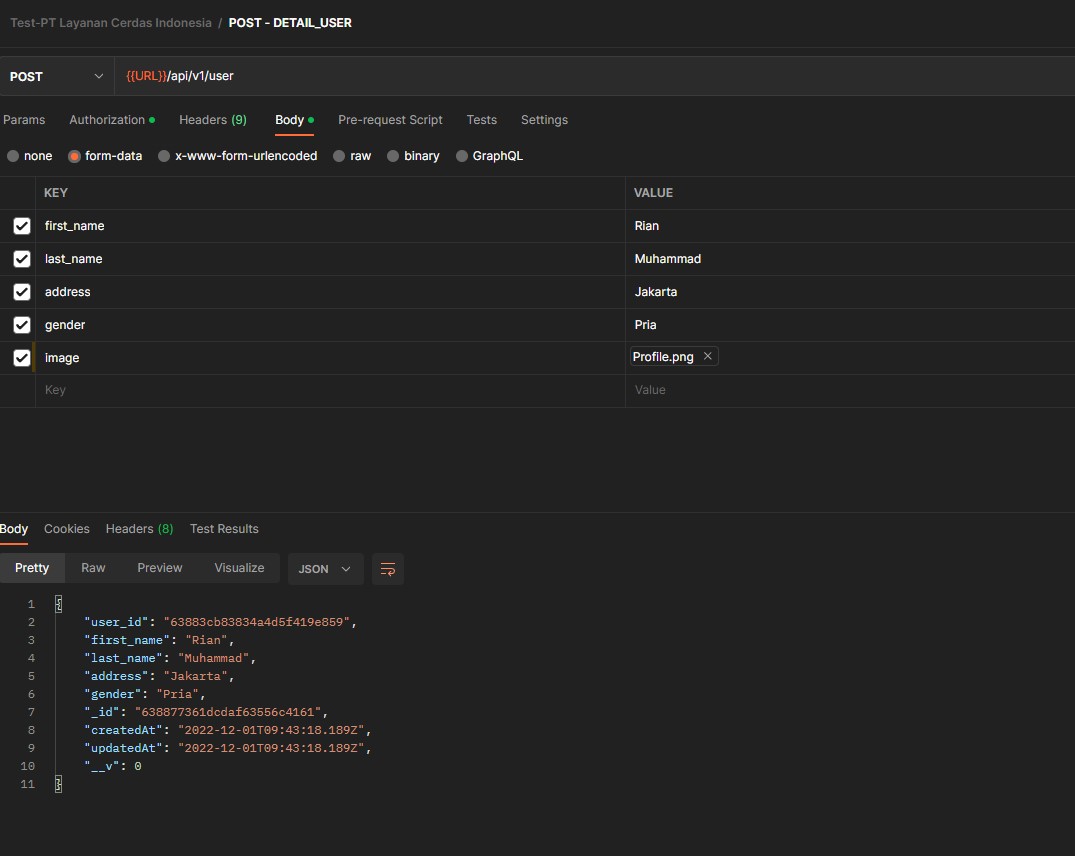 Test-PT Layanan Cerdas Indonesia / POST - DETAIL_USER
POST {{URL}}/api/v1/user
Params Authorization Headers (9) Body Pre-request Script Tests Settings
none form-data x-www-form-urlencoded raw binary GraphQL
KEY VALUE
first_name Rian
last_name Muhammad
address Jakarta
gender Pria
image Profile.png
Key Value
Body Cookies Headers (8) Test Results
Pretty Raw Preview Visualize JSON
1 {
2 "user_id": "63883cb83834a4d5f419e859",
3 "first_name": "Rian",
4 "last_name": "Muhammad",
5 "address": "Jakarta",
6 "gender": "Pria",
7 "_id": "638877361dcdaf63556c4161",
8 "createdAt": "2022-12-01T09:43:18.189Z",
9 "updatedAt": "2022-12-01T09:43:18.189Z",
10 "__v": 0
11 }